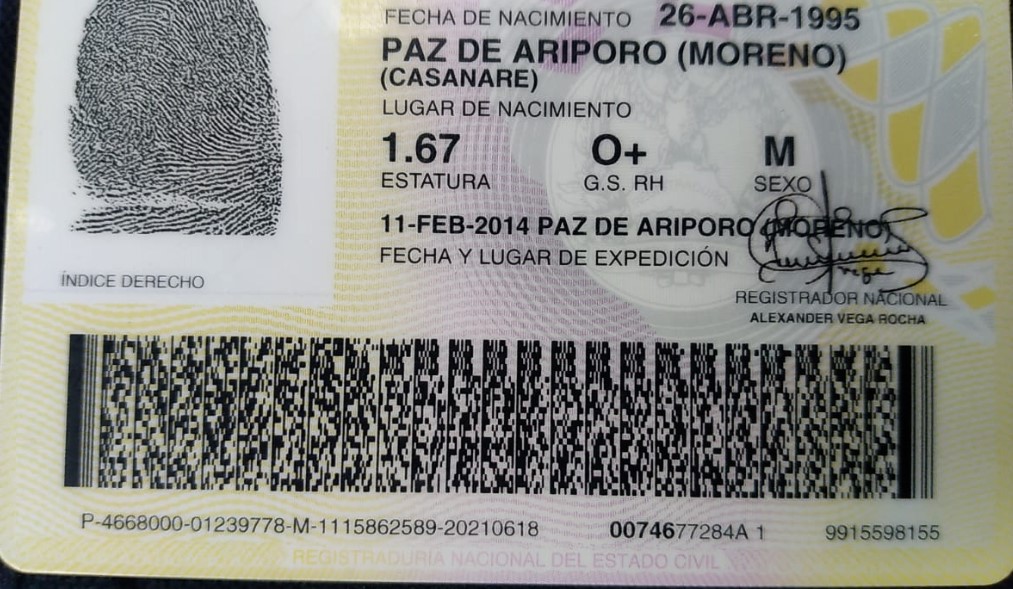 FECHA DE NACIMIENTO 26-ABR-1995
PAZ DE ARIPORO (MORENO)
(CASANARE)
LUGAR DE NACIMIENTO
1.67 O+ M
ESTATURA G.S. RH SEXO
11-FEB-2014 PAZ DE ARIPORO (MORENO)
FECHA Y LUGAR DE EXPEDICIÓN
ÍNDICE DERECHO
REGISTRADOR NACIONAL
ALEXANDER VEGA ROCHA
P-4668000-01239778-M-1115862589-20210618 0074677284A 1 9915598155
REGISTRADURÍA NACIONAL DEL ESTADO CIVIL